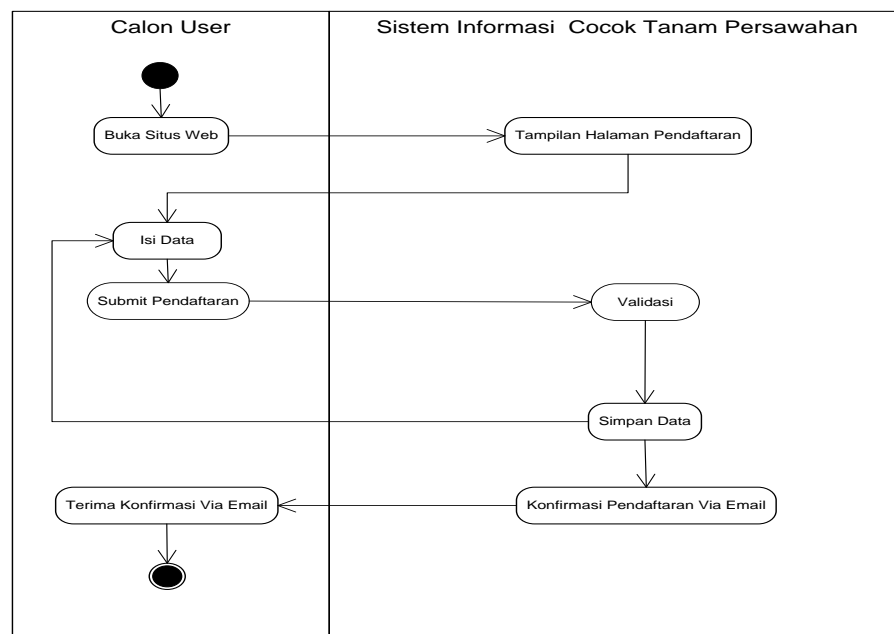 Calon User
Sistem Informasi  Cocok Tanam Persawahan
Buka Situs Web
Tampilan Halaman Pendaftaran
Isi Data
Submit Pendaftaran
Validasi
Simpan Data
Terima Konfirmasi Via Email
Konfirmasi Pendaftaran Via Email